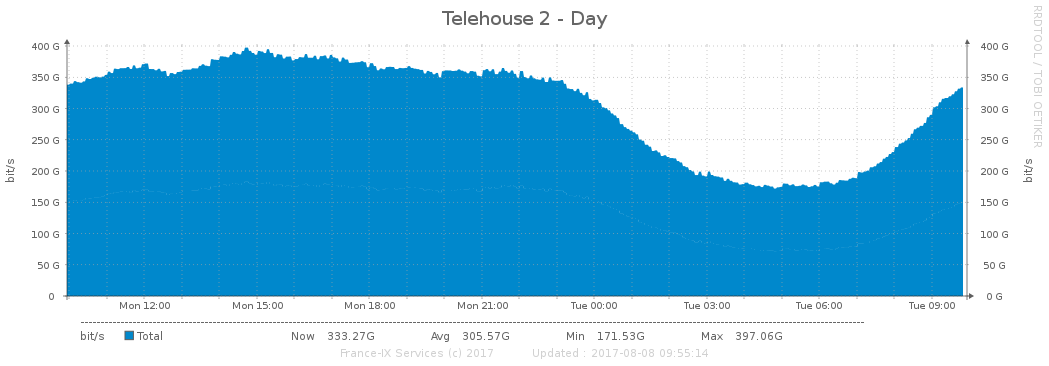 Telehouse 2 - Day
RRDTOOL / TOBI OETIKER
bit/s
400 G 400 G
350 G 350 G
300 G 300 G
250 G 250 G
200 G 200 G
150 G 150 G
100 G 100 G
50 G 50 G
0 0 G
bit/s
Mon 12:00 Mon 15:00 Mon 18:00 Mon 21:00 Tue 00:00 Tue 03:00 Tue 06:00 Tue 09:00
bit/s Total Now 333.27G Avg 305.57G Min 171.53G Max 397.06G
France-IX Services (c) 2017 Updated : 2017-08-08 09:55:14